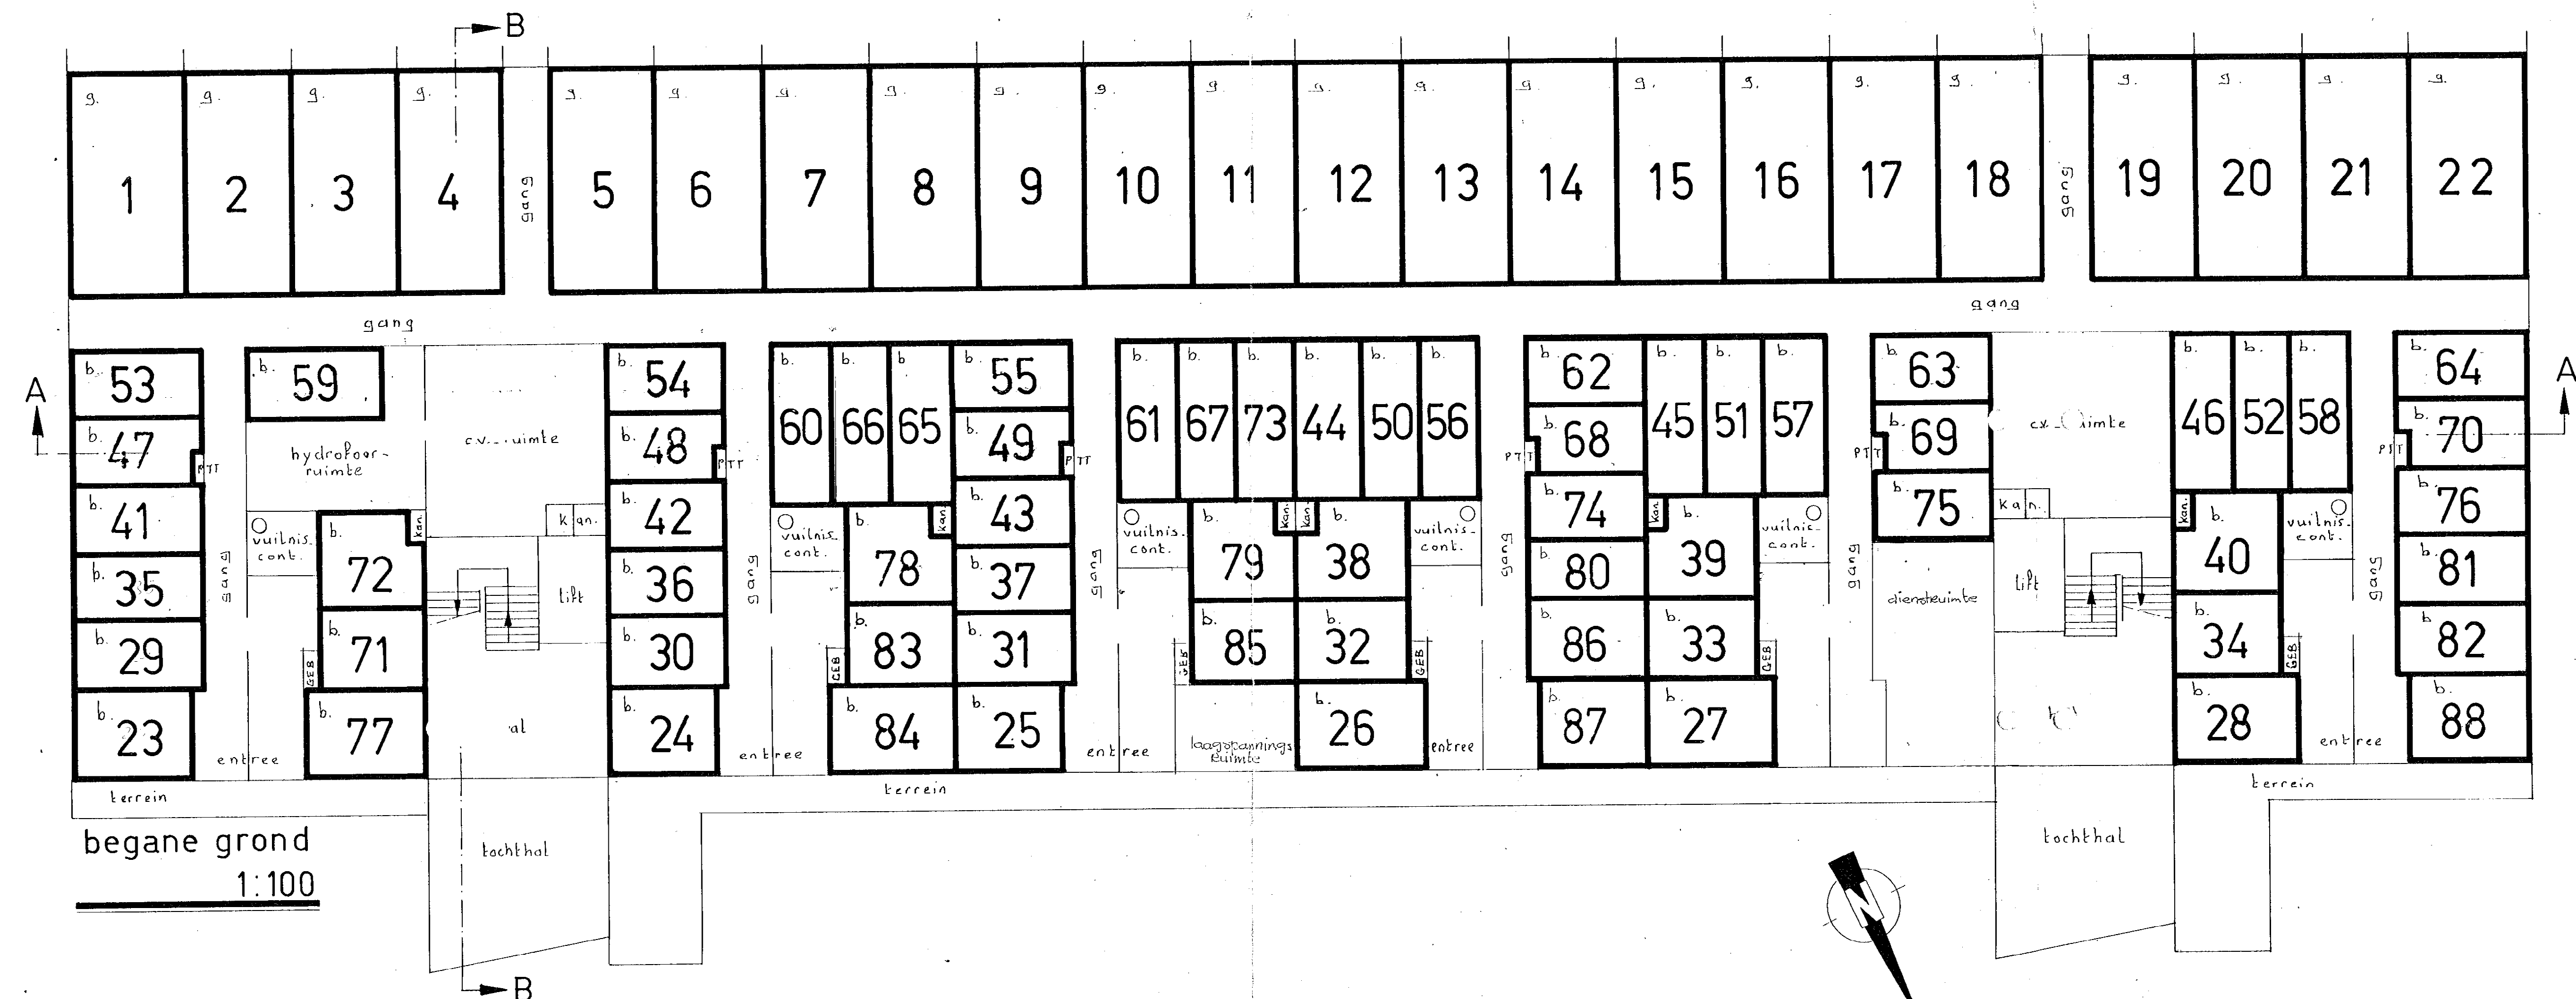 B
g. g. g. g. g. g. g. g. g. g. g. g. g. g. g. g. g. g. g. g. g. g.
1 2 3 4 gang 5 6 7 8 9 10 11 12 13 14 15 16 17 18 gang 19 20 21 22
gang gang
b. 53 b. 59 b. 54 b. 60 b. 66 b. 65 b. 55 b. 61 b. 67 b. 73 b. 44 b. 50 b. 56 b. 62 b. 45 b. 51 b. 57 b. 63 b. 46 b. 52 b. 58 b. 64
A A
b. 47 PTT hydrofoor- b. 48 PTT b. 49 PTT PTT b. 68 PTT b. 69 PTT b. 70
ruimte
b. 41 vuilnis. kan. kan. b. 42 vuilnis. kan. b. 43 vuilnis. kan. kan. vuilnis. b. 74 kan. vuilnis. b. 75 kan. kan. vuilnis. b. 76
cont. cont. cont. cont. cont. cont.
b. 35 gang b. 72 lift b. 36 gang b. 78 b. 37 gang b. 79 b. 38 gang b. 80 b. 39 gang dienstruimte lift b. 40 gang b. 81
b. 29 GEB b. 71 b. 30 GEB b. 83 b. 31 GEB b. 85 b. 32 GEB b. 86 b. 33 GEB b. 34 GEB b. 82
b. 23 entree b. 77 b. 24 entree b. 84 b. 25 entree laagspannings b. 26 entree b. 87 b. 27 b. 28 entree b. 88
ruimte
terrein terrein terrein
begane grond
1:100
tochthal tochthal
B